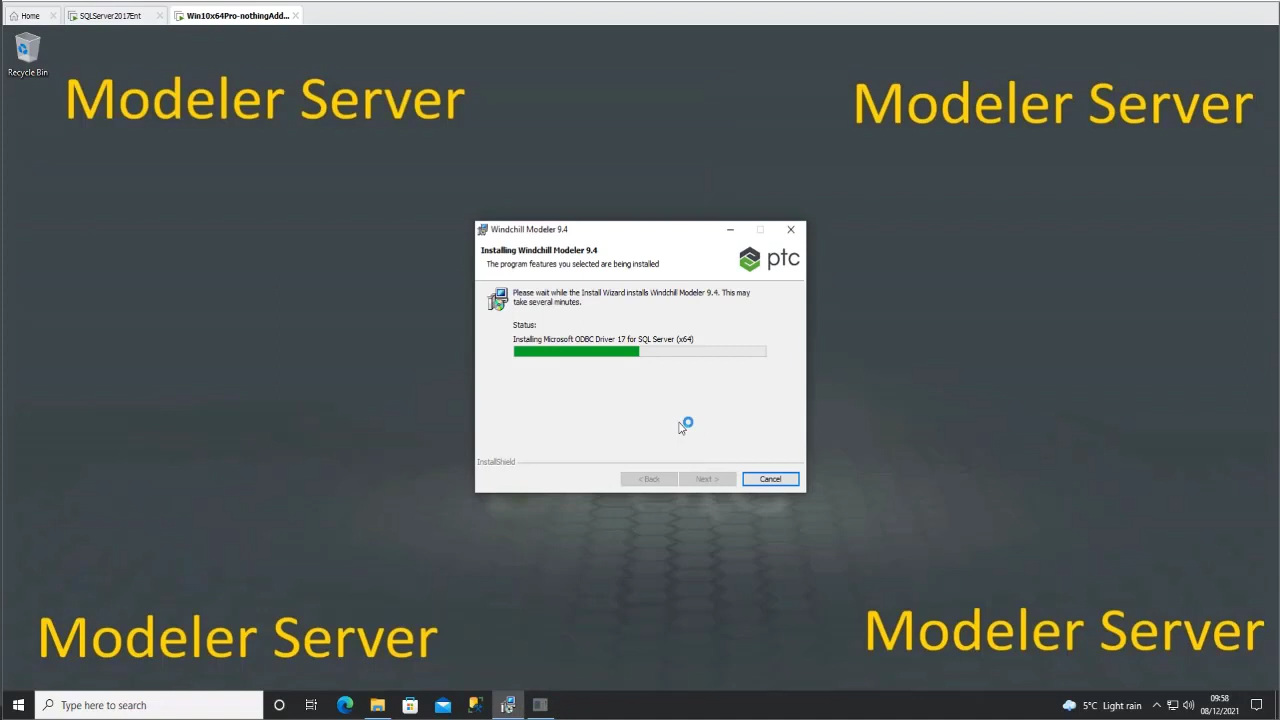 Home
SQLServer2017Ent
Win10x64Pro-nothingAdd...
Recycle Bin
Modeler Server
Modeler Server
Windchill Modeler 9.4
Installing Windchill Modeler 9.4
The program features you selected are being installed
ptc
Please wait while the Install Wizard installs Windchill Modeler 9.4. This may
take several minutes.
Status:
Installing Microsoft ODBC Driver 17 for SQL Server (x64)
InstallShield
< Back
Next >
Cancel
Modeler Server
Modeler Server
Type here to search
5°C Light rain
09:58
08/12/2021